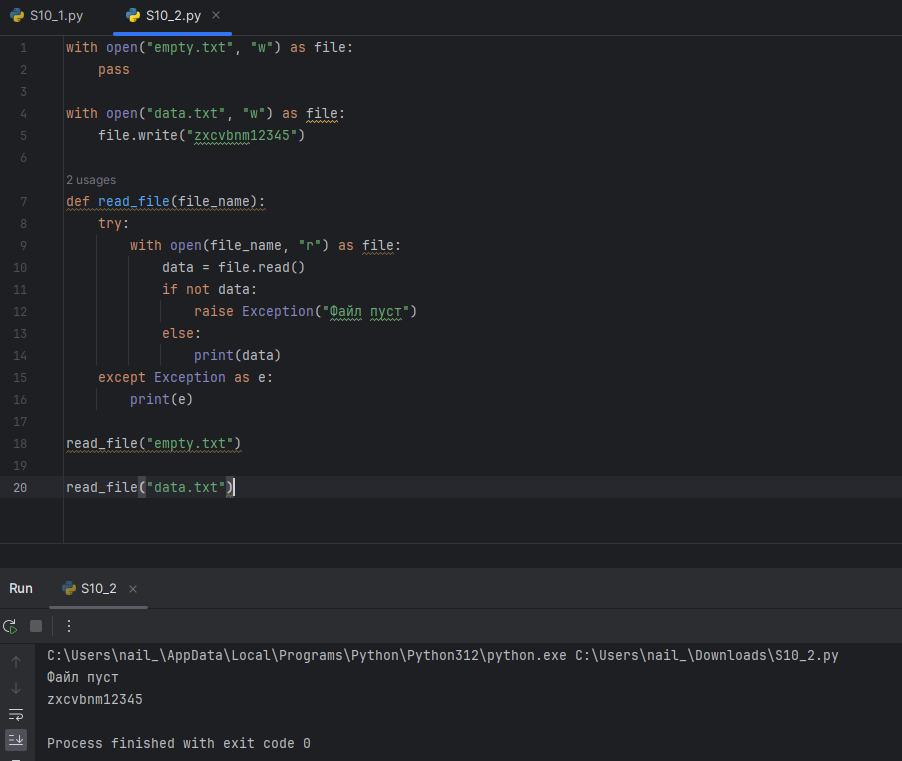 S10_1.py S10_2.py
1 with open("empty.txt", "w") as file:
2     pass
3
4 with open("data.txt", "w") as file:
5     file.write("zxcvbnm12345")
6
2 usages
7 def read_file(file_name):
8     try:
9         with open(file_name, "r") as file:
10             data = file.read()
11             if not data:
12                 raise Exception("Файл пуст")
13             else:
14                 print(data)
15     except Exception as e:
16         print(e)
17
18 read_file("empty.txt")
19
20 read_file("data.txt")
Run S10_2
C:\Users\nail_\AppData\Local\Programs\Python\Python312\python.exe C:\Users\nail_\Downloads\S10_2.py
Файл пуст
zxcvbnm12345
Process finished with exit code 0